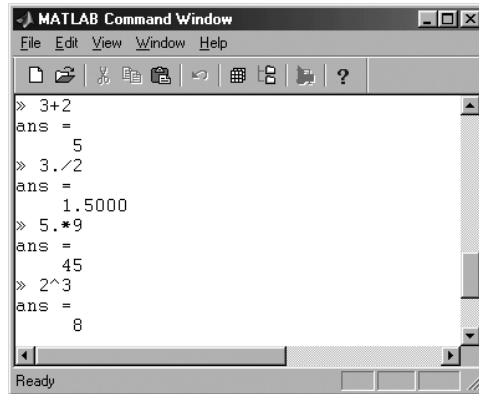 MATLAB Command Window
File Edit View Window Help
?
» 3+2
ans =
5
» 3./2
ans =
1.5000
» 5.*9
ans =
45
» 2^3
ans =
8
Ready